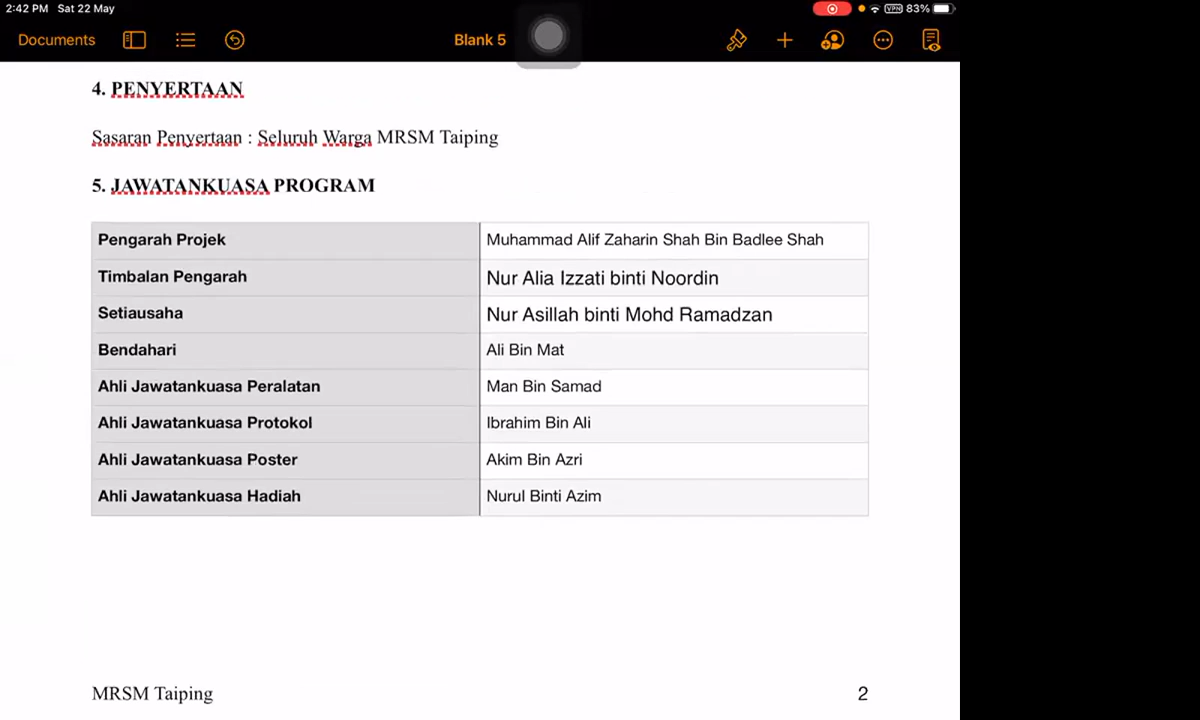 2:42 PM Sat 22 May
VPN 83%
Documents
Blank 5
4. PENYERTAAN
Sasaran Penyertaan : Seluruh Warga MRSM Taiping
5. JAWATANKUASA PROGRAM
Pengarah Projek Muhammad Alif Zaharin Shah Bin Badlee Shah
Timbalan Pengarah Nur Alia Izzati binti Noordin
Setiausaha Nur Asillah binti Mohd Ramadzan
Bendahari Ali Bin Mat
Ahli Jawatankuasa Peralatan Man Bin Samad
Ahli Jawatankuasa Protokol Ibrahim Bin Ali
Ahli Jawatankuasa Poster Akim Bin Azri
Ahli Jawatankuasa Hadiah Nurul Binti Azim
MRSM Taiping 2